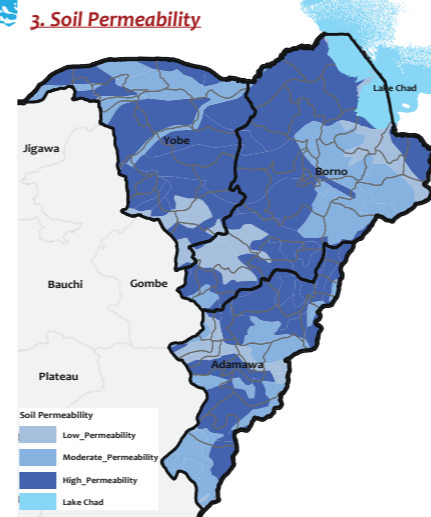 3. Soil Permeability
Lake Chad
Jigawa
Yobe
Borno
Bauchi
Gombe
Plateau
Adamawa
Soil Permeability
Low_Permeability
Moderate_Permeability
High_Permeability
Lake Chad